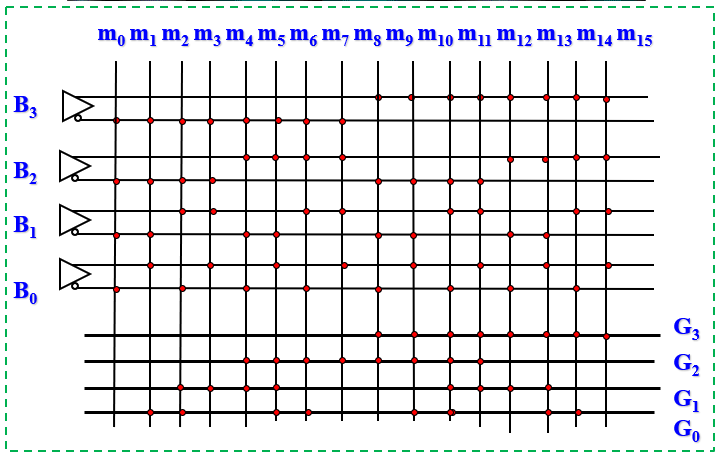 m₀ m₁ m₂ m₃ m₄ m₅ m₆ m₇ m₈ m₉ m₁₀ m₁₁ m₁₂ m₁₃ m₁₄ m₁₅
B₃
B₂
B₁
B₀
G₃
G₂
G₁
G₀